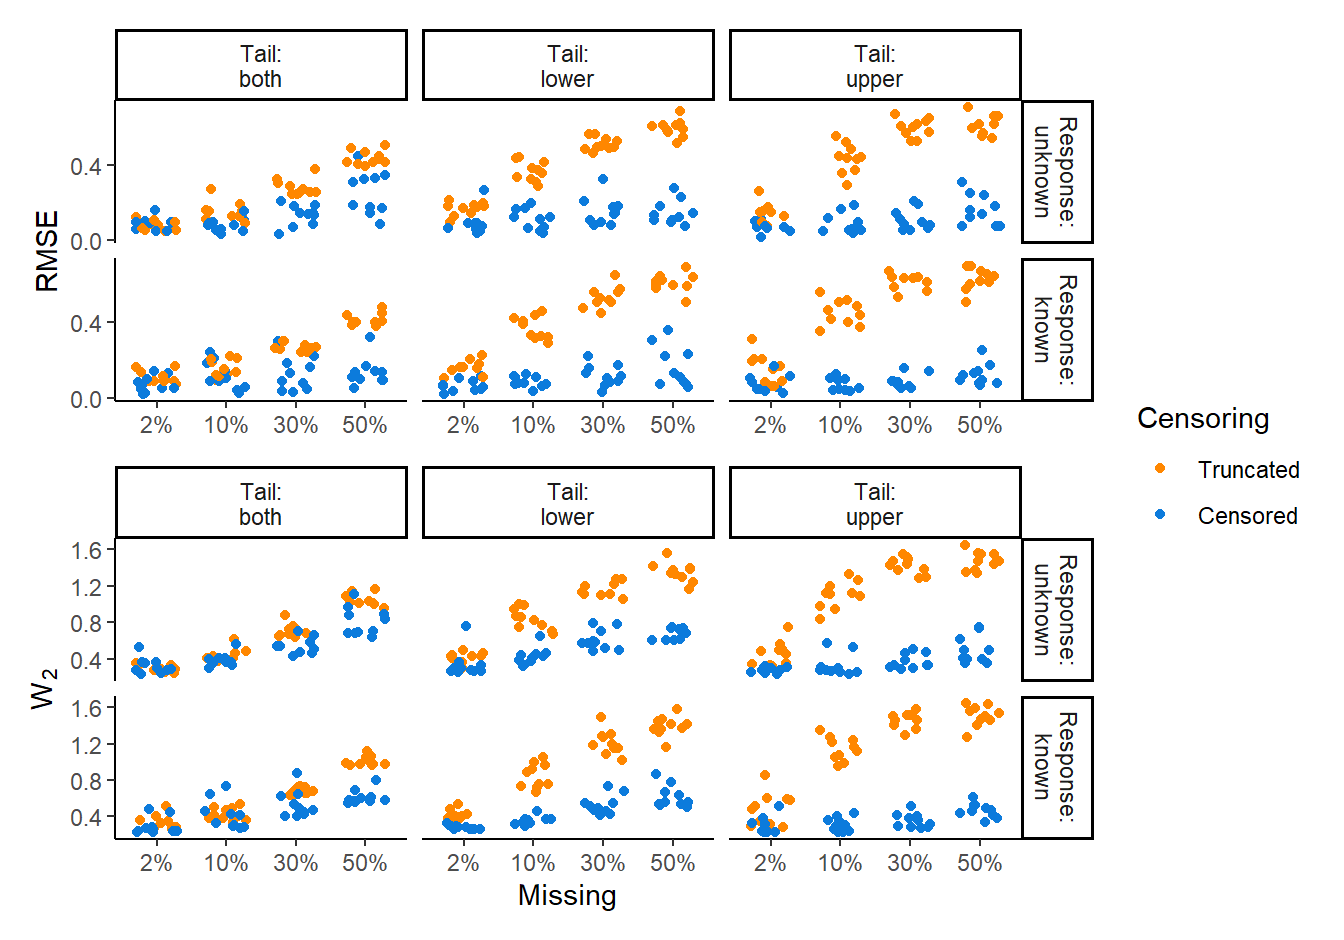 Tail:
both
Tail:
lower
Tail:
upper
RMSE
0.4
0.0
Response:
unknown
0.4
0.0
Response:
known
2%
10%
30%
50%
2%
10%
30%
50%
2%
10%
30%
50%
Censoring
Truncated
Censored
Tail:
both
Tail:
lower
Tail:
upper
W2
1.6
1.2
0.8
0.4
Response:
unknown
1.6
1.2
0.8
0.4
Response:
known
2%
10%
30%
50%
2%
10%
30%
50%
2%
10%
30%
50%
Missing